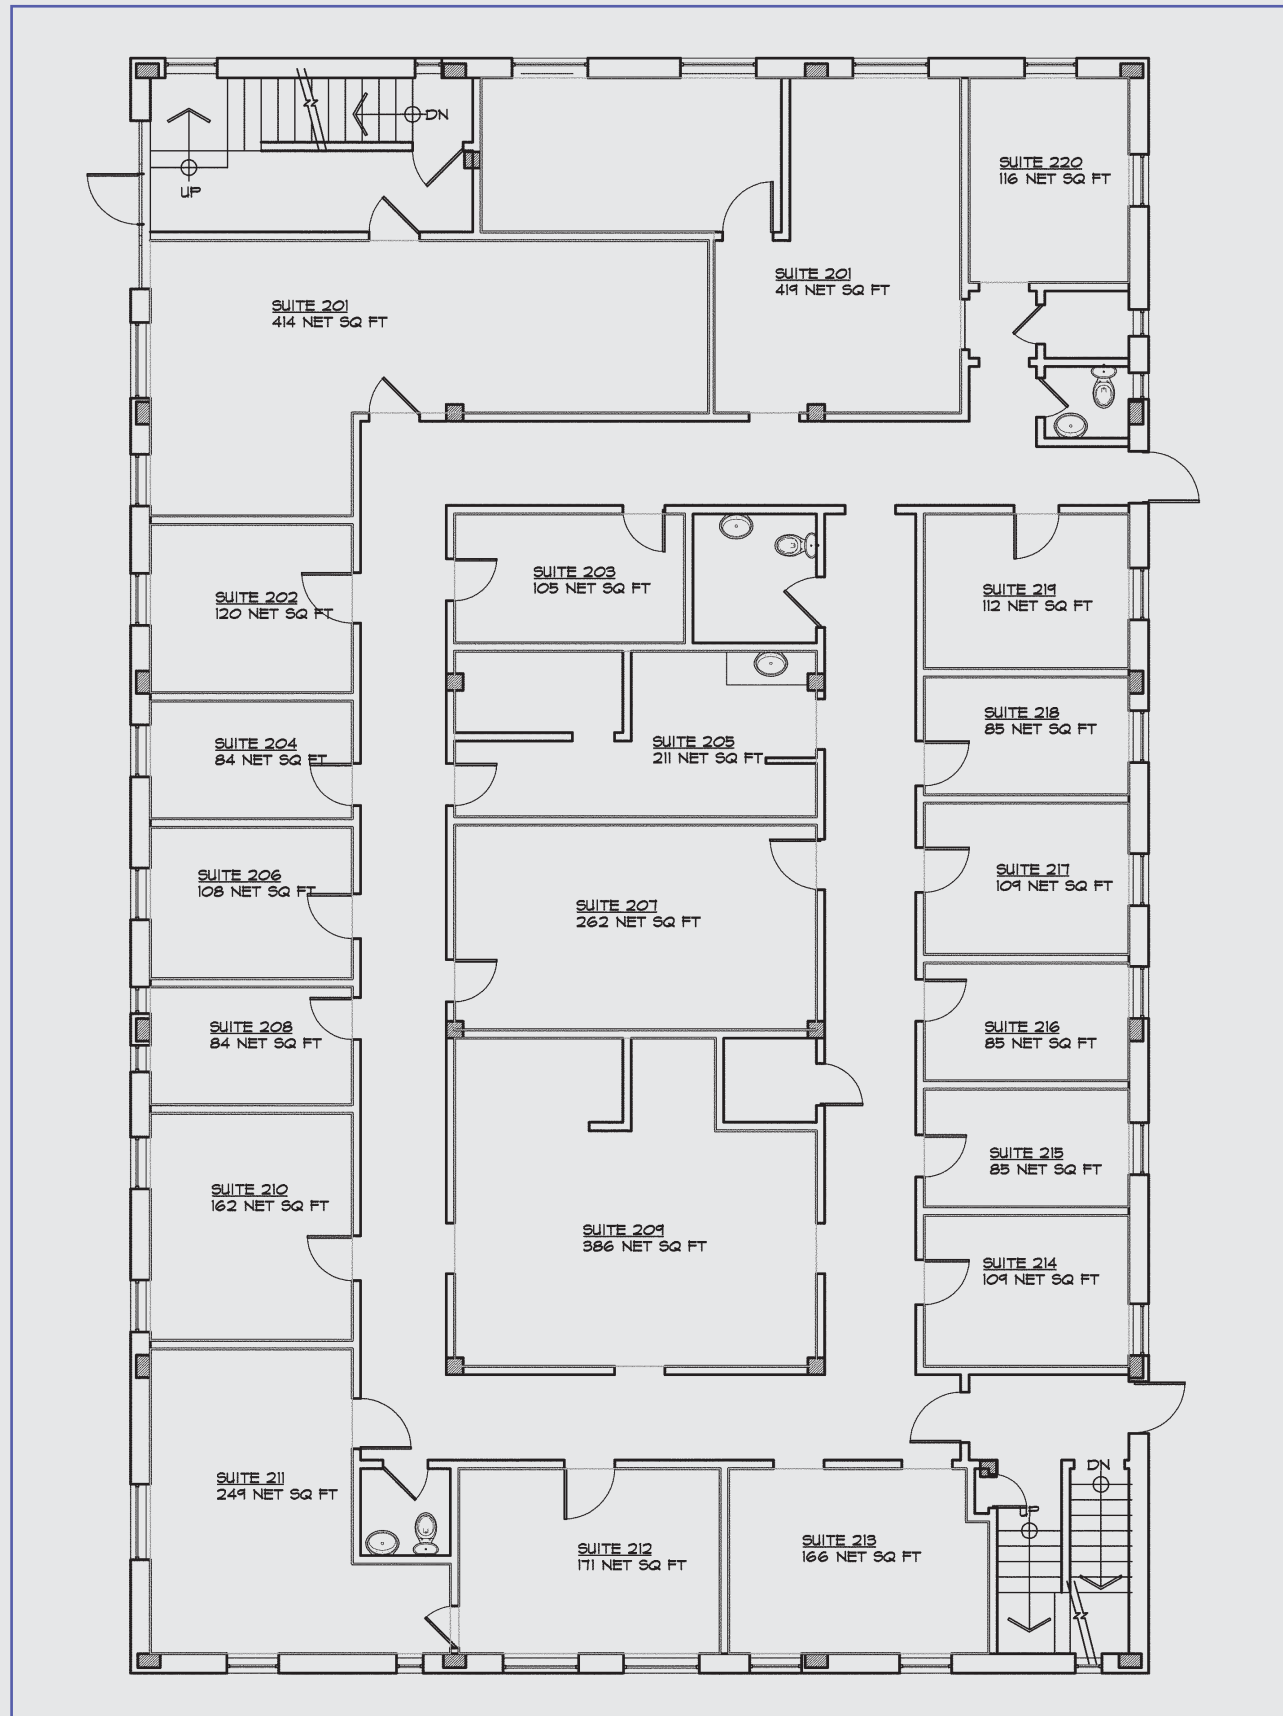 DN
UP
SUITE 220
116 NET SQ FT
SUITE 201
419 NET SQ FT
SUITE 201
414 NET SQ FT
SUITE 203
105 NET SQ FT
SUITE 219
112 NET SQ FT
SUITE 202
120 NET SQ FT
SUITE 218
85 NET SQ FT
SUITE 204
84 NET SQ FT
SUITE 205
211 NET SQ FT
SUITE 217
109 NET SQ FT
SUITE 206
108 NET SQ FT
SUITE 207
262 NET SQ FT
SUITE 208
84 NET SQ FT
SUITE 216
85 NET SQ FT
SUITE 215
85 NET SQ FT
SUITE 210
162 NET SQ FT
SUITE 209
386 NET SQ FT
SUITE 214
109 NET SQ FT
DN
SUITE 211
249 NET SQ FT
SUITE 212
171 NET SQ FT
SUITE 213
166 NET SQ FT